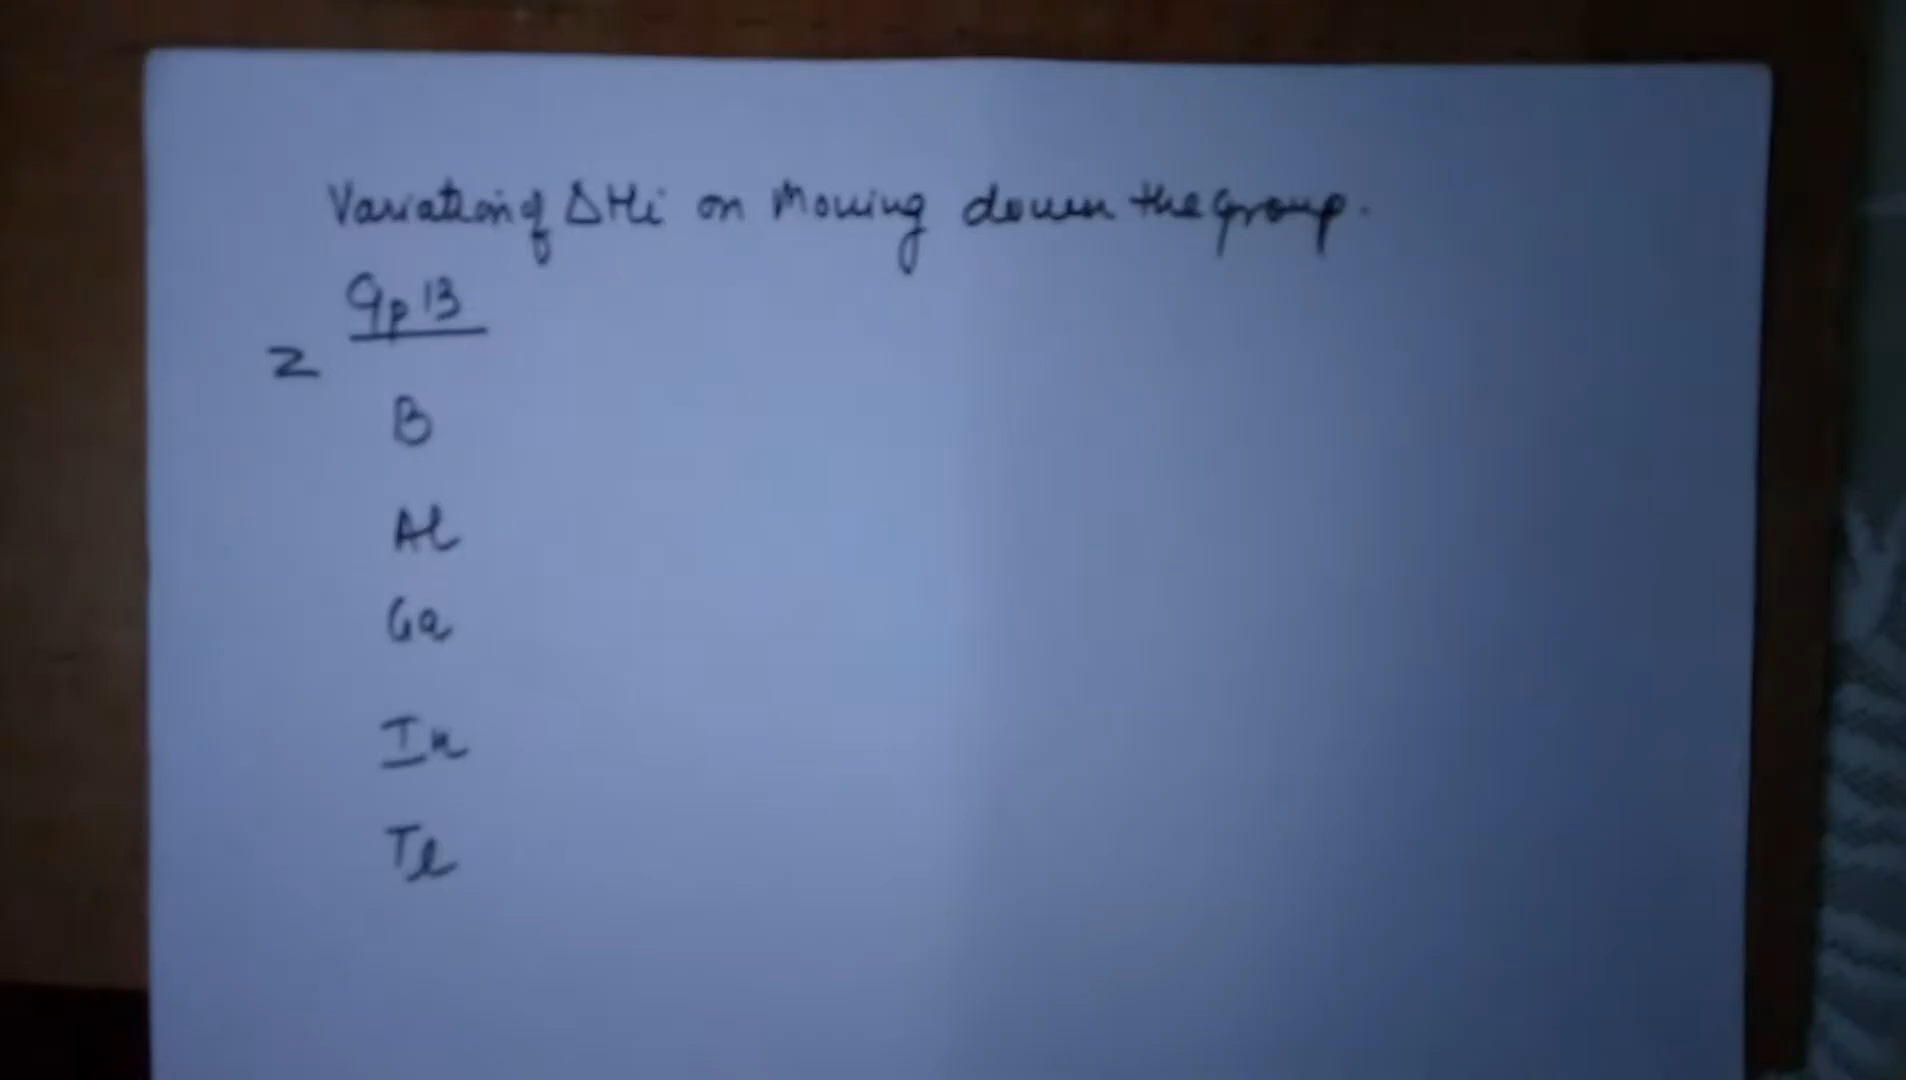 Variation of ΔHi on Moving down the group.
Gp 13
Z
B
Al
Ga
In
Tl